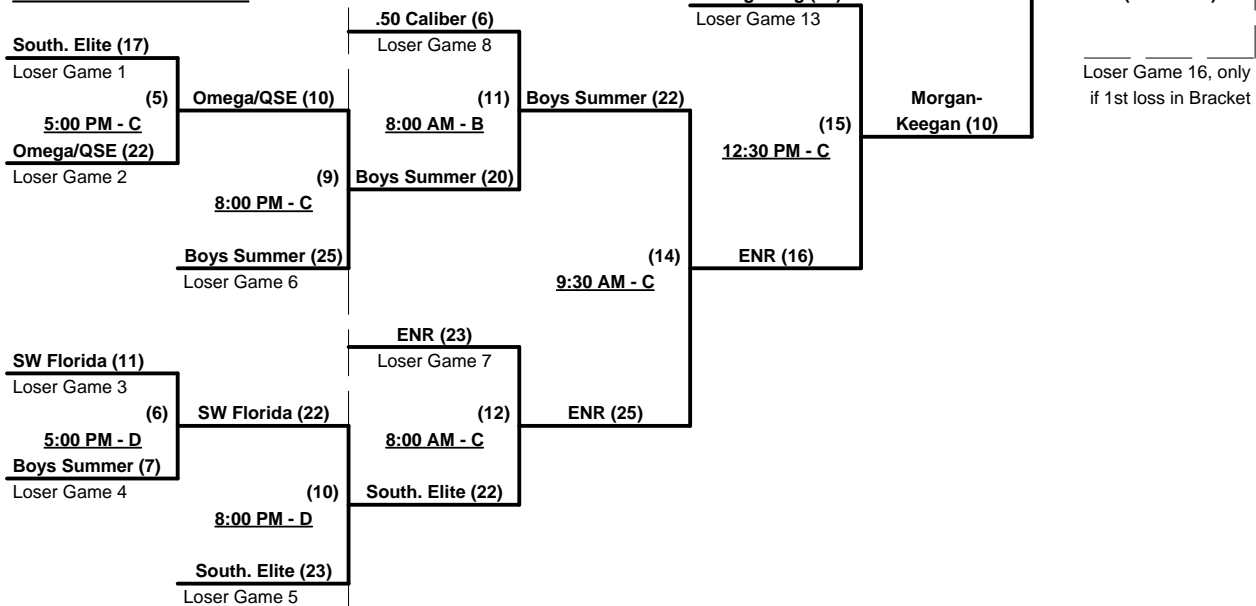 Loser Game 13
.50 Caliber (6)
Loser Game 8
South. Elite (17)
Loser Game 1
(5)
5:00 PM - C
Omega/QSE (10)
(11)
8:00 AM - B
Boys Summer (22)
Omega/QSE (22)
Loser Game 2
(9)
8:00 PM - C
Boys Summer (20)
(15)
12:30 PM - C
Morgan-
Keegan (10)
Loser Game 16, only
if 1st loss in Bracket
Boys Summer (25)
Loser Game 6
(14)
9:30 AM - C
ENR (16)
ENR (23)
Loser Game 7
SW Florida (11)
Loser Game 3
(6)
5:00 PM - D
SW Florida (22)
(12)
8:00 AM - C
ENR (25)
Boys Summer (7)
Loser Game 4
(10)
8:00 PM - D
South. Elite (22)
South. Elite (23)
Loser Game 5